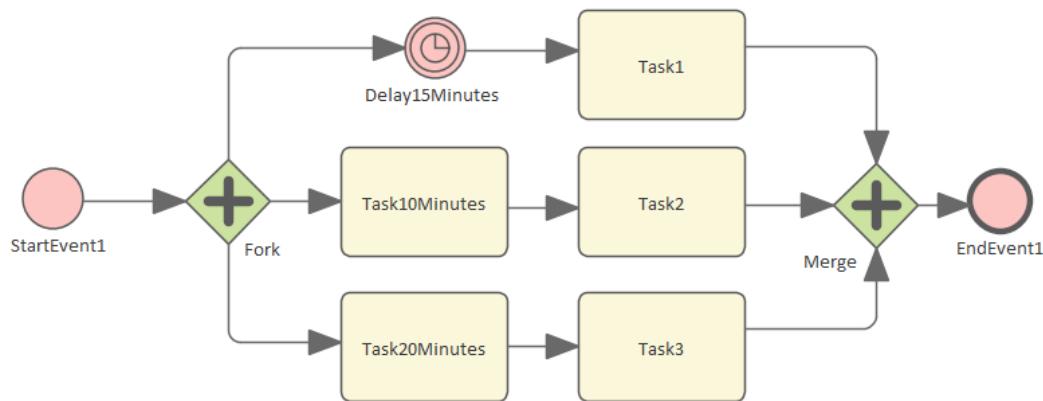 Delay15Minutes
Task1
StartEvent1
Fork
Task10Minutes
Task2
Merge
EndEvent1
Task20Minutes
Task3